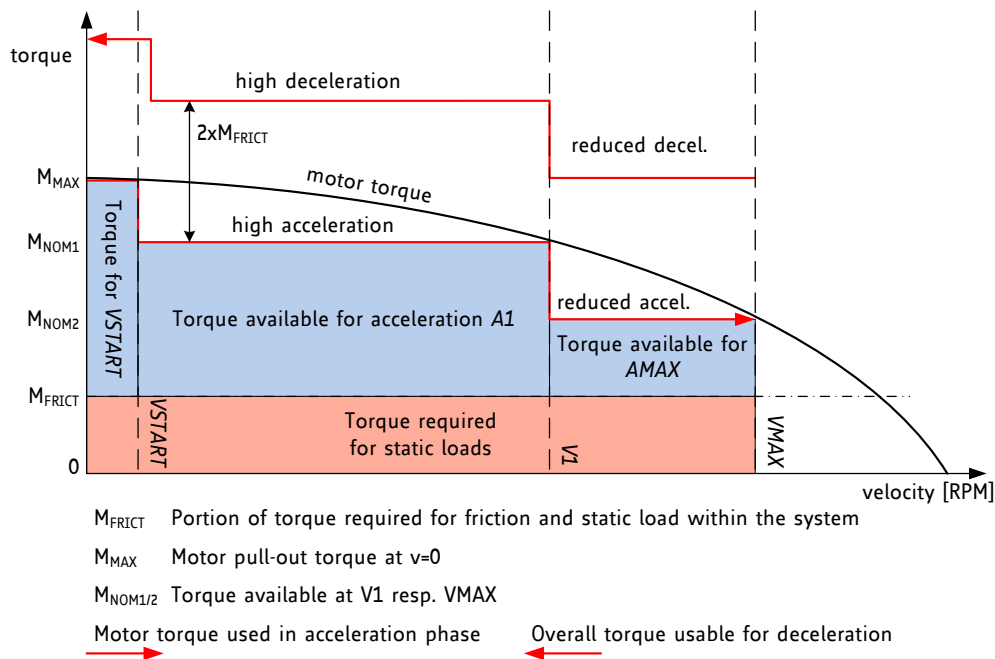 torque
high deceleration
2xMFRICT
reduced decel.
MMAX
motor torque
Torque for VSTART
high acceleration
MNOM1
reduced accel.
MNOM2
Torque available for acceleration A1
Torque available for
AMAX
MFRICT
VSTART
Torque required
for static loads
V1
VMAX
0
velocity [RPM]
MFRICT Portion of torque required for friction and static load within the system
MMAX Motor pull-out torque at v=0
MNOM1/2 Torque available at V1 resp. VMAX
Motor torque used in acceleration phase
Overall torque usable for deceleration